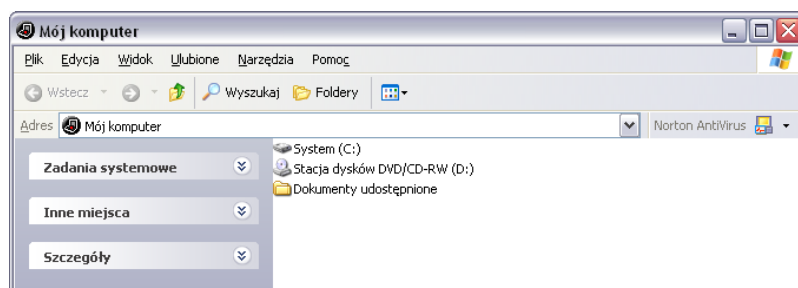 Mój komputer
Plik Edycja Widok Ulubione Narzędzia Pomoc
Wstecz Wyszukaj Foldery
Adres Mój komputer Norton AntiVirus
System (C:)
Stacja dysków DVD/CD-RW (D:)
Dokumenty udostępnione
Zadania systemowe
Inne miejsca
Szczegóły